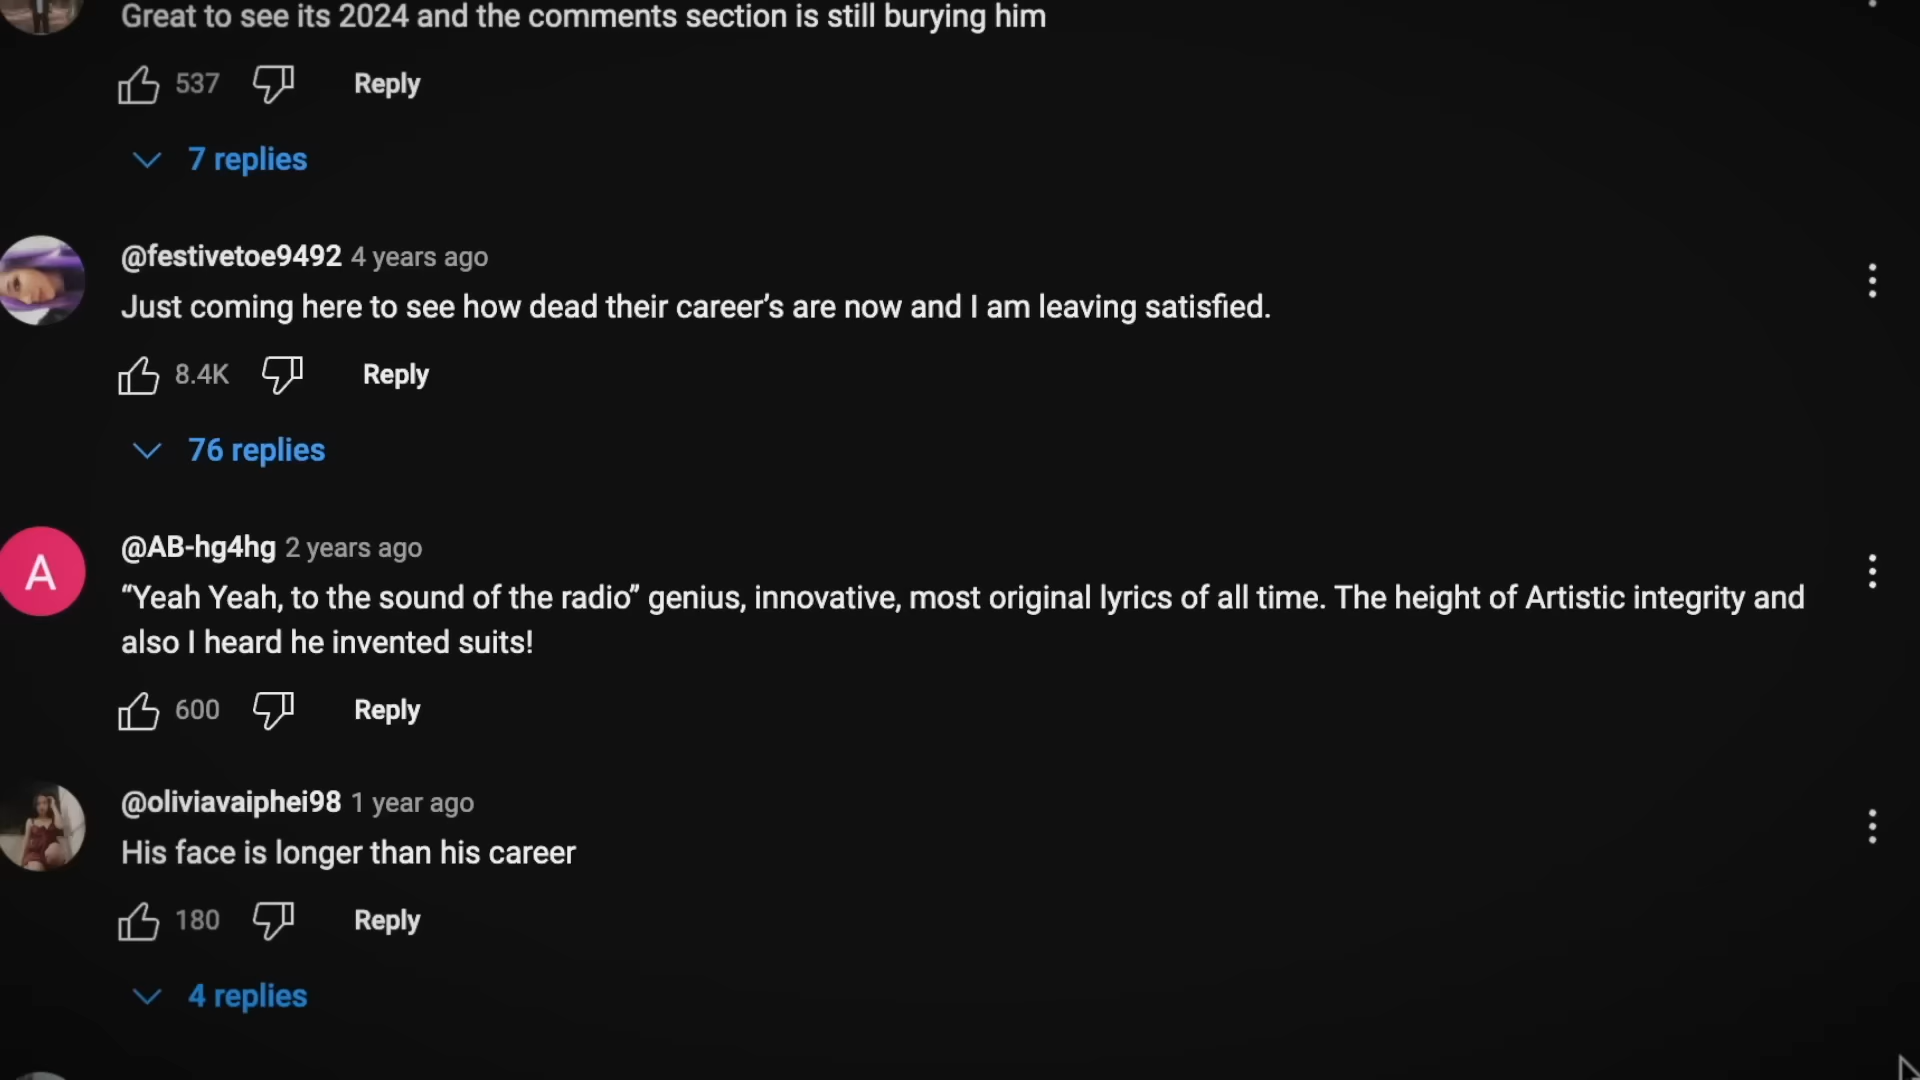 Great to see its 2024 and the comments section is still burying him
537 Reply
7 replies
@festivetoe9492 4 years ago
Just coming here to see how dead their career’s are now and I am leaving satisfied.
8.4K Reply
76 replies
A
@AB-hg4hg 2 years ago
“Yeah Yeah, to the sound of the radio” genius, innovative, most original lyrics of all time. The height of Artistic integrity and
also I heard he invented suits!
600 Reply
@oliviavaiphei98 1 year ago
His face is longer than his career
180 Reply
4 replies